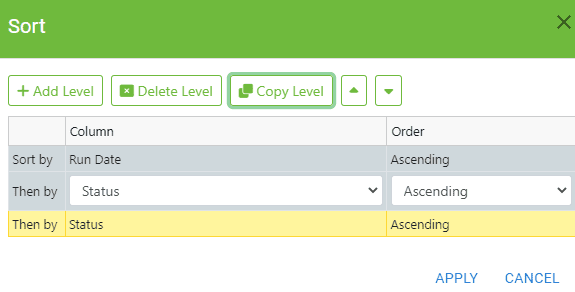 Sort
Add Level Delete Level Copy Level
Column Order
Sort by Run Date Ascending
Then by Status Ascending
Then by Status Ascending
APPLY CANCEL